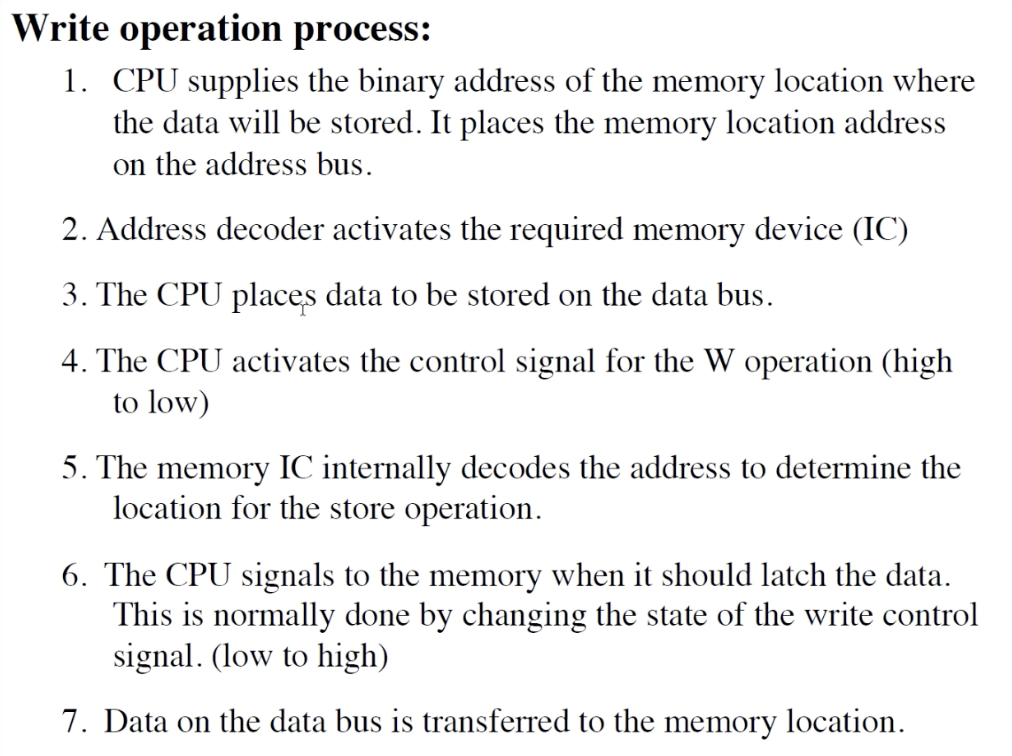 Write operation process:
1. CPU supplies the binary address of the memory location where
the data will be stored. It places the memory location address
on the address bus.
2. Address decoder activates the required memory device (IC)
3. The CPU places data to be stored on the data bus.
4. The CPU activates the control signal for the W operation (high
to low)
5. The memory IC internally decodes the address to determine the
location for the store operation.
6. The CPU signals to the memory when it should latch the data.
This is normally done by changing the state of the write control
signal. (low to high)
7. Data on the data bus is transferred to the memory location.